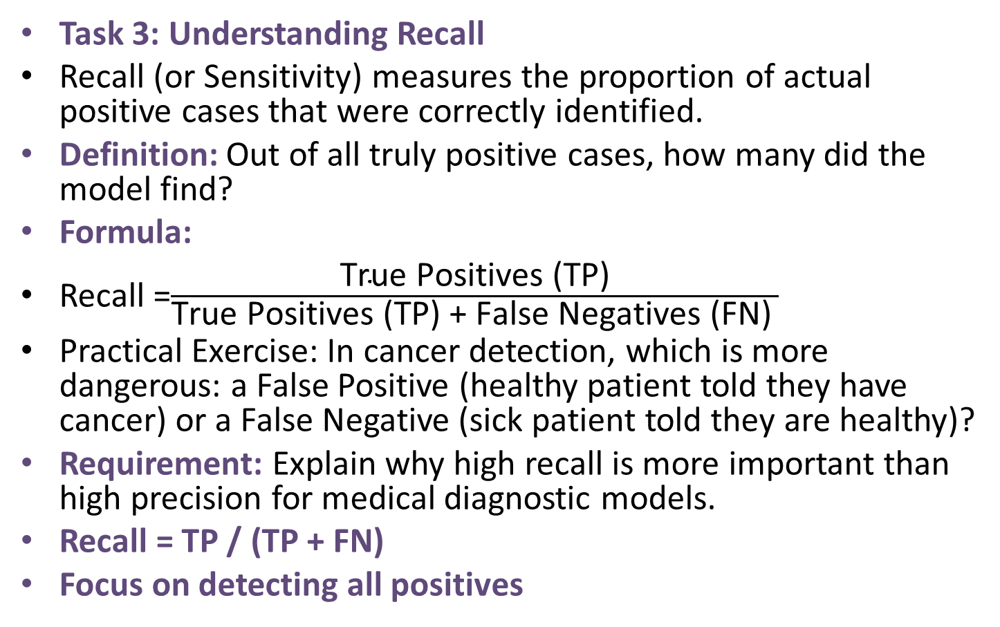 • Task 3: Understanding Recall
• Recall (or Sensitivity) measures the proportion of actual
positive cases that were correctly identified.
• Definition: Out of all truly positive cases, how many did the
model find?
• Formula:
True Positives (TP)
• Recall =
True Positives (TP) + False Negatives (FN)
• Practical Exercise: In cancer detection, which is more
dangerous: a False Positive (healthy patient told they have
cancer) or a False Negative (sick patient told they are healthy)?
• Requirement: Explain why high recall is more important than
high precision for medical diagnostic models.
• Recall = TP / (TP + FN)
• Focus on detecting all positives